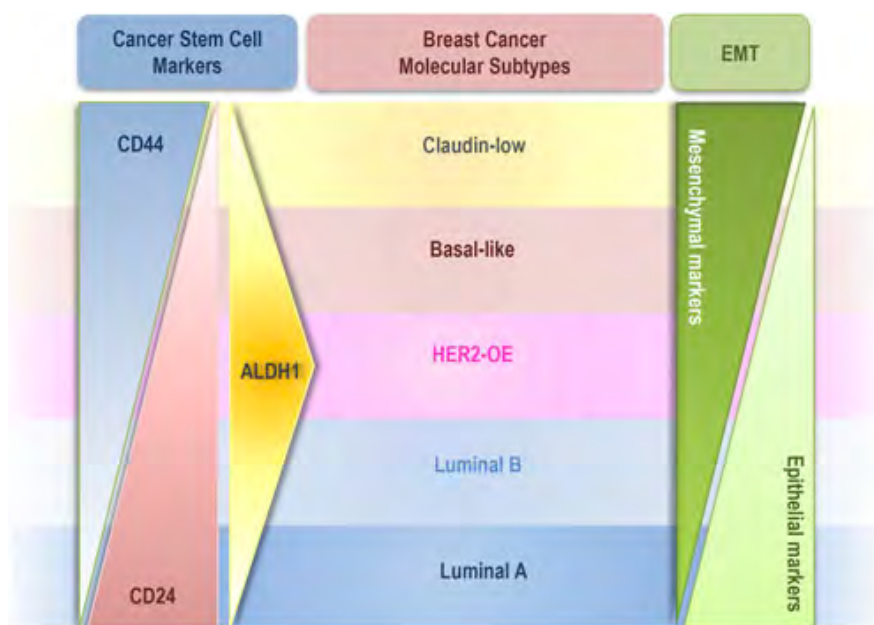 Cancer Stem Cell
Markers
Breast Cancer
Molecular Subtypes
EMT
CD44
Claudin-low
Mesenchymal markers
Basal-like
HER2-OE
ALDH1
Luminal B
Epithelial markers
Luminal A
CD24